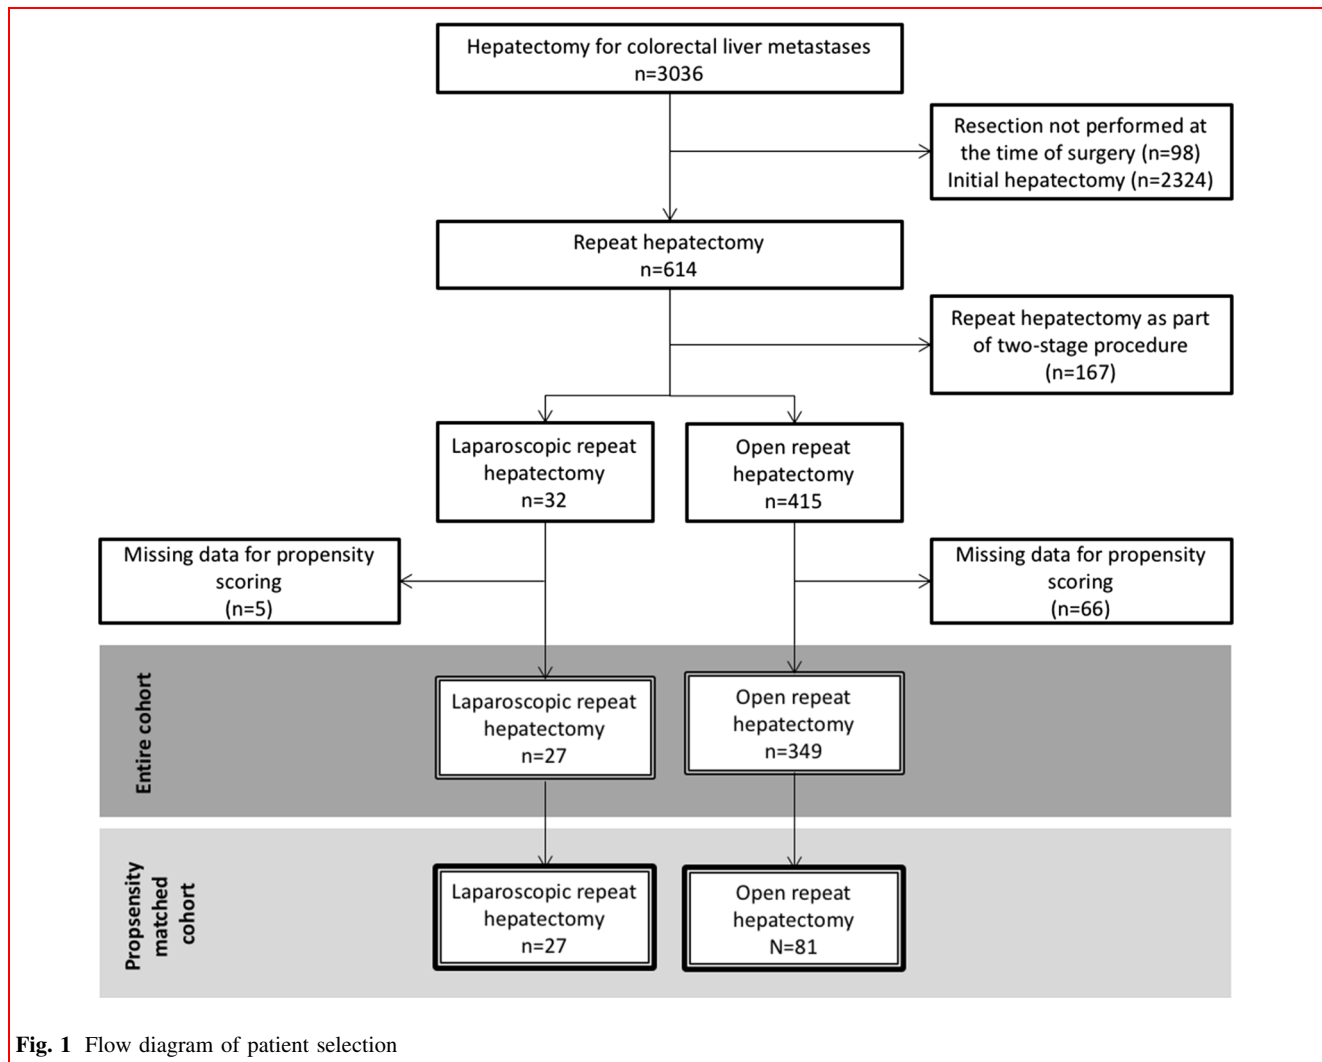 Hepatectomy for colorectal liver metastases
n=3036
Resection not performed at
the time of surgery (n=98)
Initial hepatectomy (n=2324)
Repeat hepatectomy
n=614
Repeat hepatectomy as part
of two-stage procedure
(n=167)
Laparoscopic repeat
hepatectomy
n=32
Open repeat
hepatectomy
n=415
Missing data for propensity
scoring
(n=5)
Missing data for propensity
scoring
(n=66)
Entire cohort
Laparoscopic repeat
hepatectomy
n=27
Open repeat
hepatectomy
n=349
Propsensity
matched
cohort
Laparoscopic repeat
hepatectomy
n=27
Open repeat
hepatectomy
N=81
Fig. 1 Flow diagram of patient selection